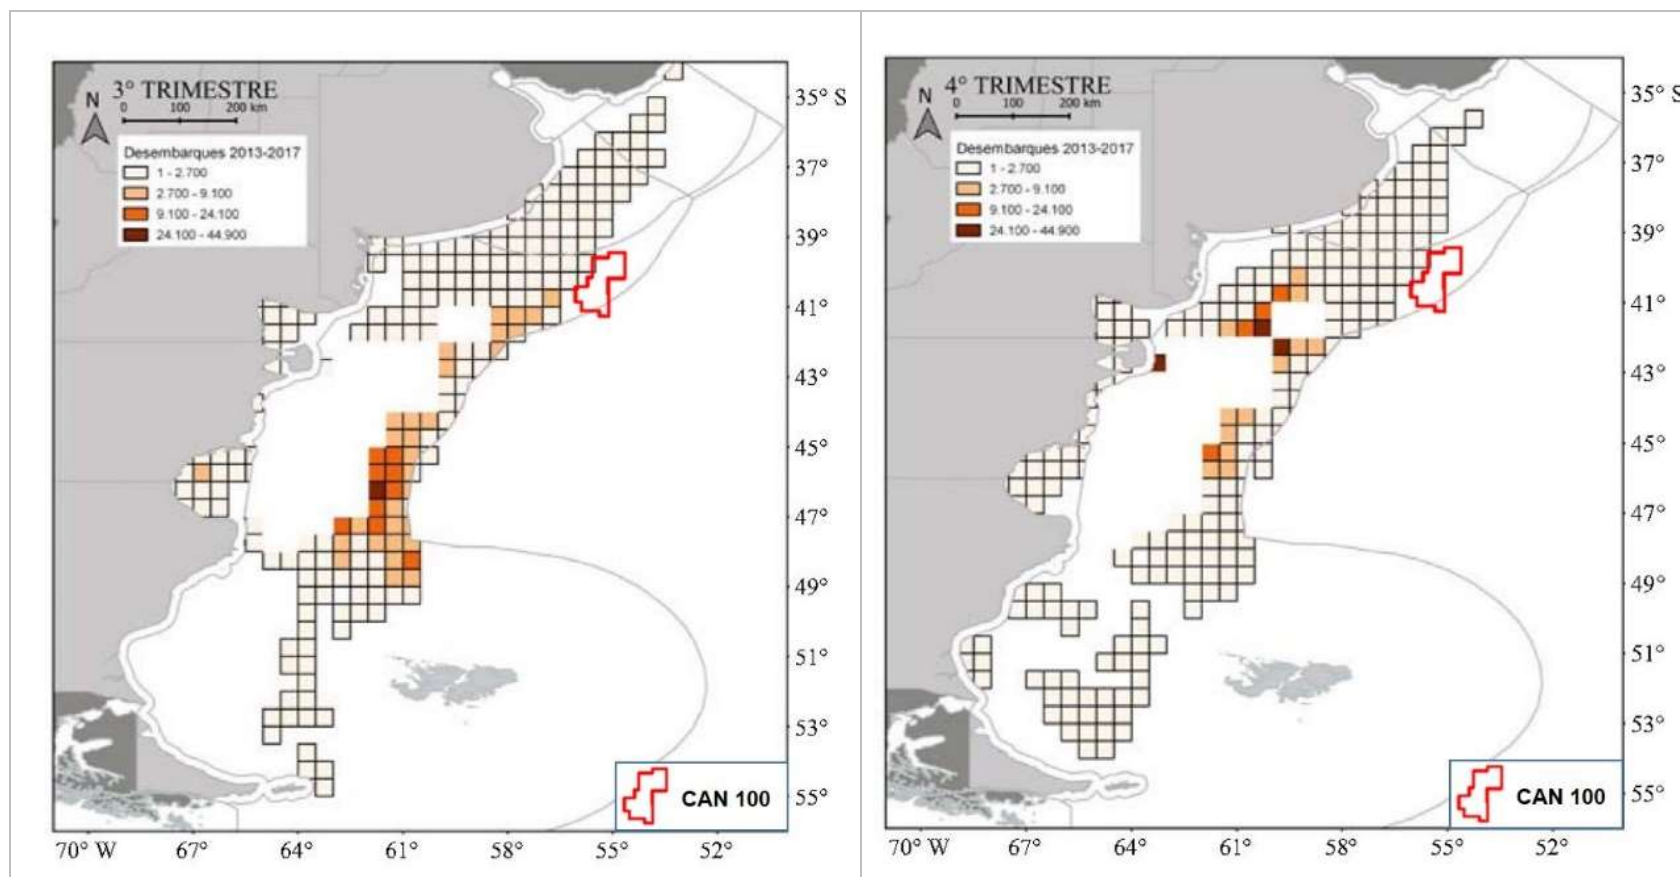 3° TRIMESTRE
N
0 100 200 km
Desembarques 2013-2017
1 - 2.700
2.700 - 9.100
9.100 - 24.100
24.100 - 44.900
35° S
37°
39°
41°
43°
45°
47°
49°
51°
53°
55°
CAN 100
70° W 67° 64° 61° 58° 55° 52°
4° TRIMESTRE
N
0 100 200 km
Desembarques 2013-2017
1 - 2.700
2.700 - 9.100
9.100 - 24.100
24.100 - 44.900
35° S
37°
39°
41°
43°
45°
47°
49°
51°
53°
55°
CAN 100
70° W 67° 64° 61° 58° 55° 52°